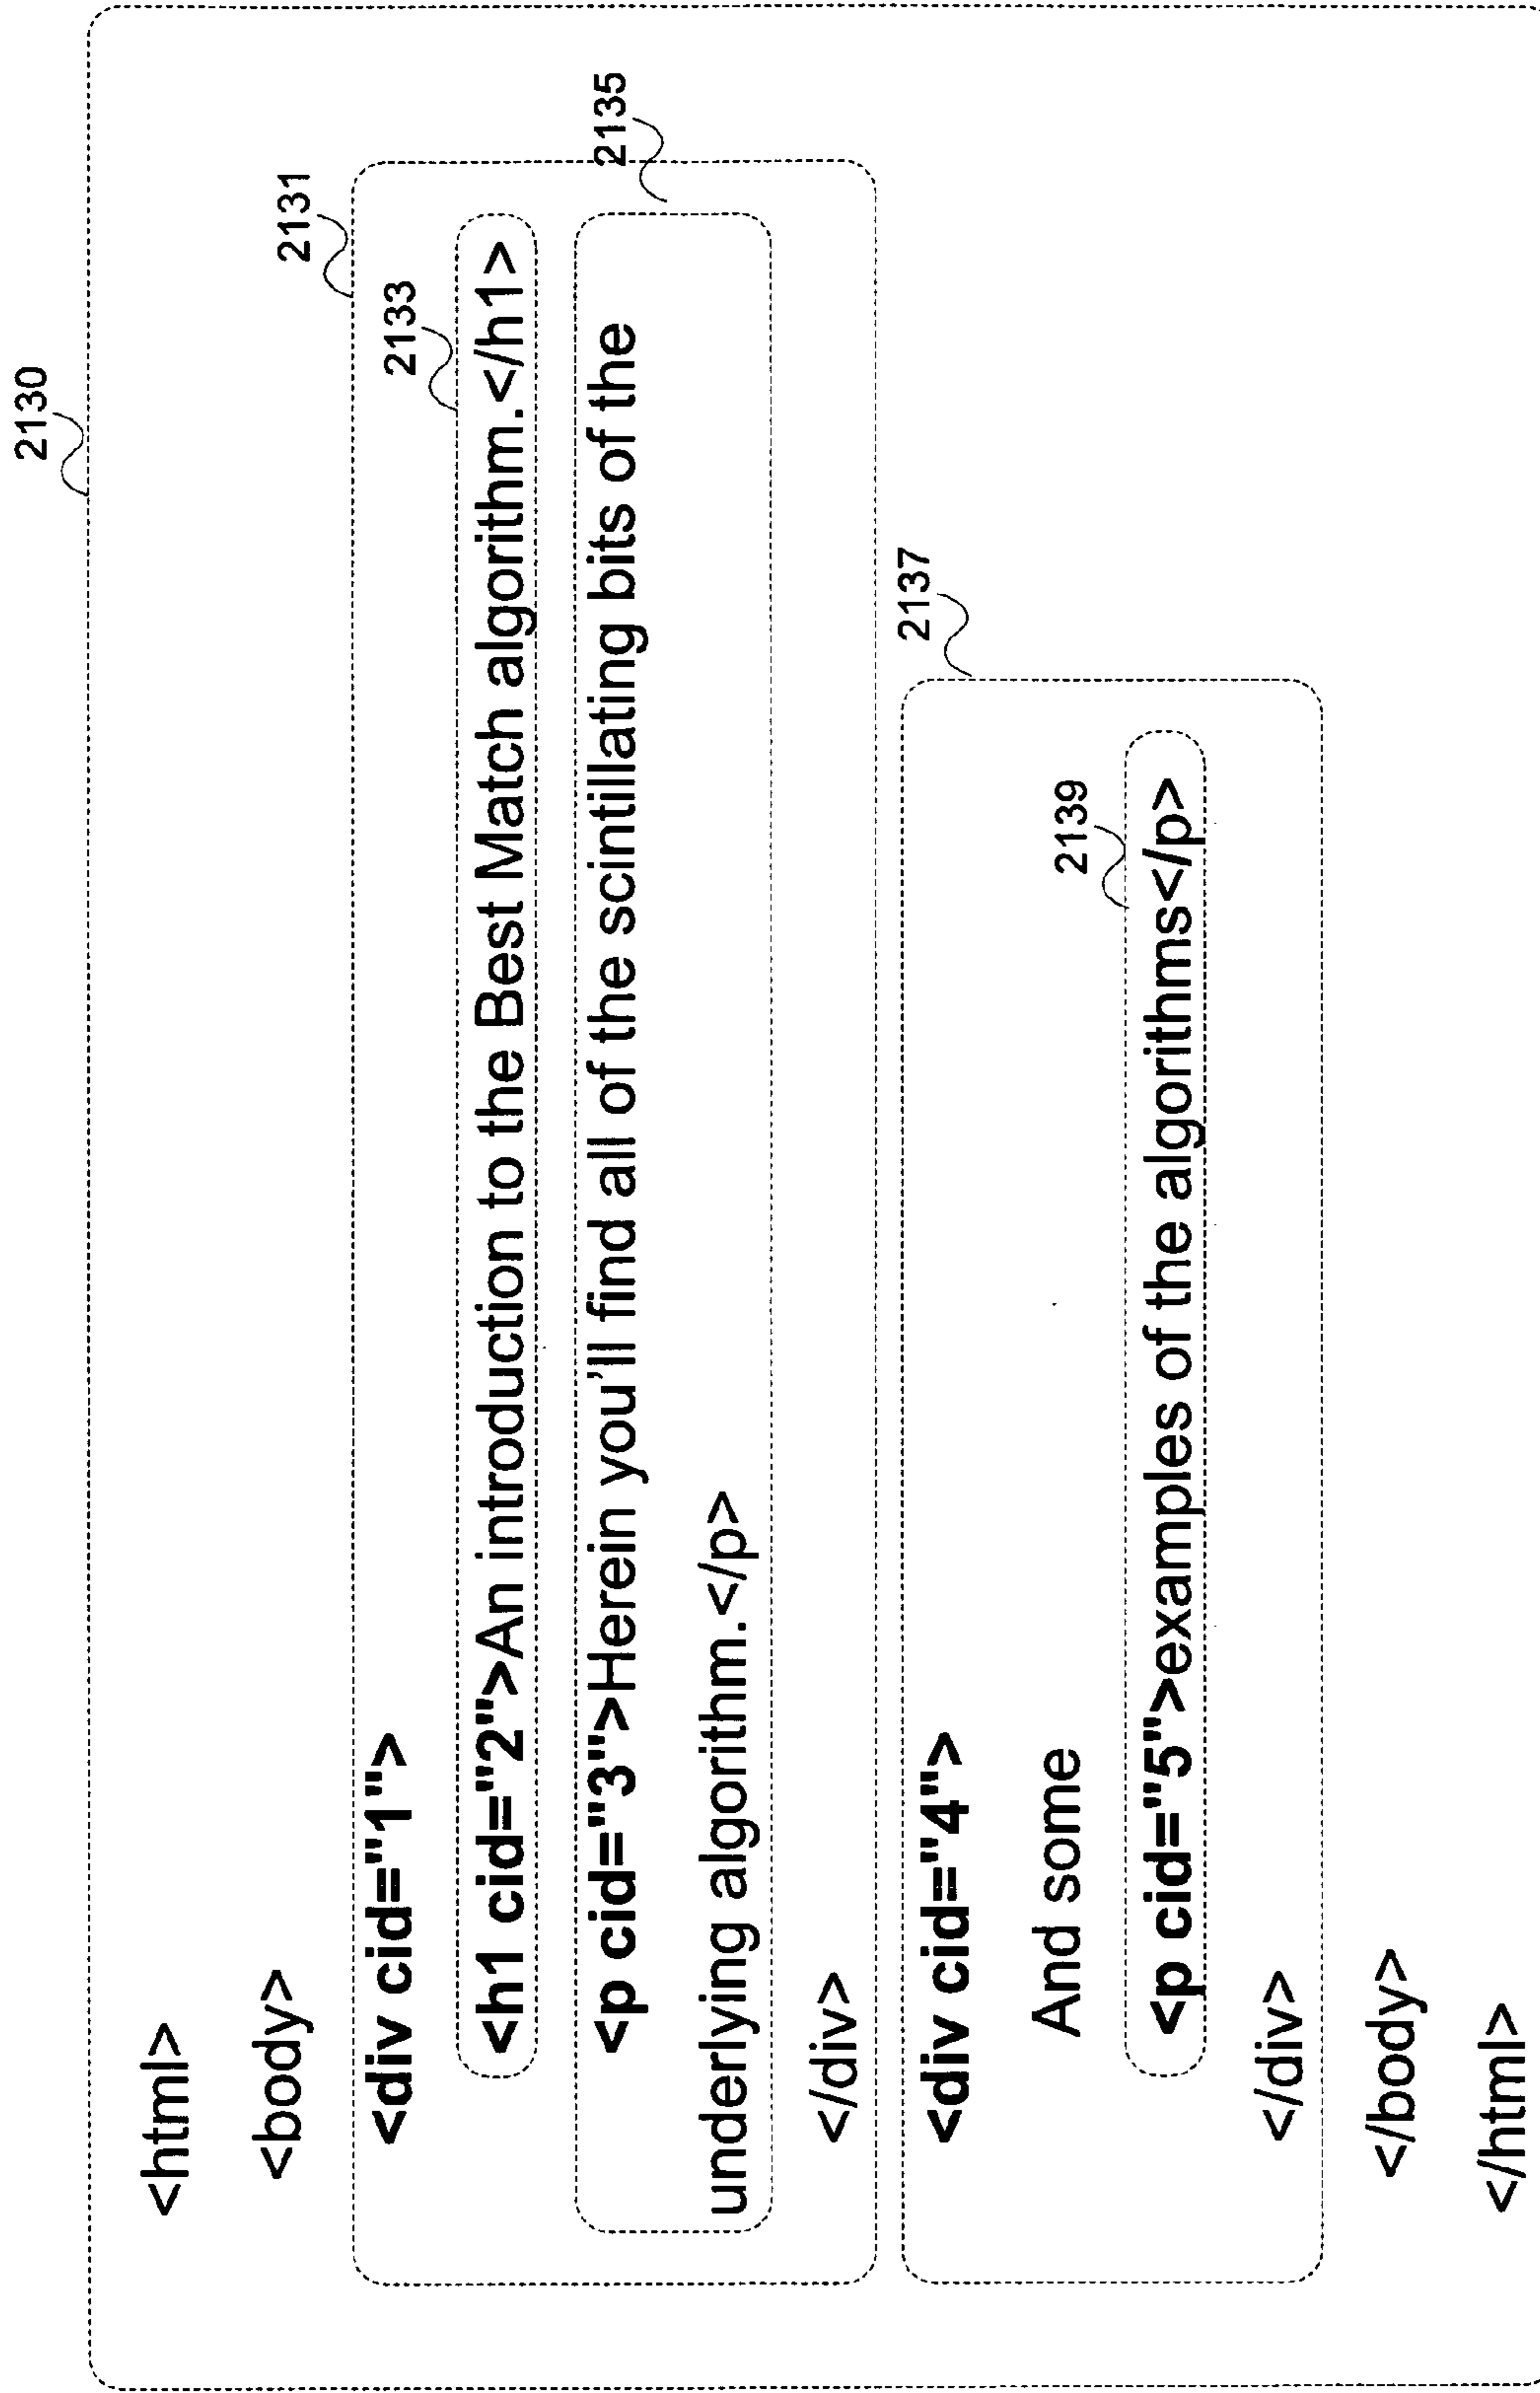 2130
<html>
<body>
2131
<div cid="1">
2133
<h1 cid="2">An introduction to the Best Match algorithm.</h1>
2135
<p cid="3">Herein you'll find all of the scintillating bits of the
underlying algorithm.</p>
</div>
2137
<div cid="4">
And some
2139
<p cid="5">examples of the algorithms</p>
</div>
</body>
</html>